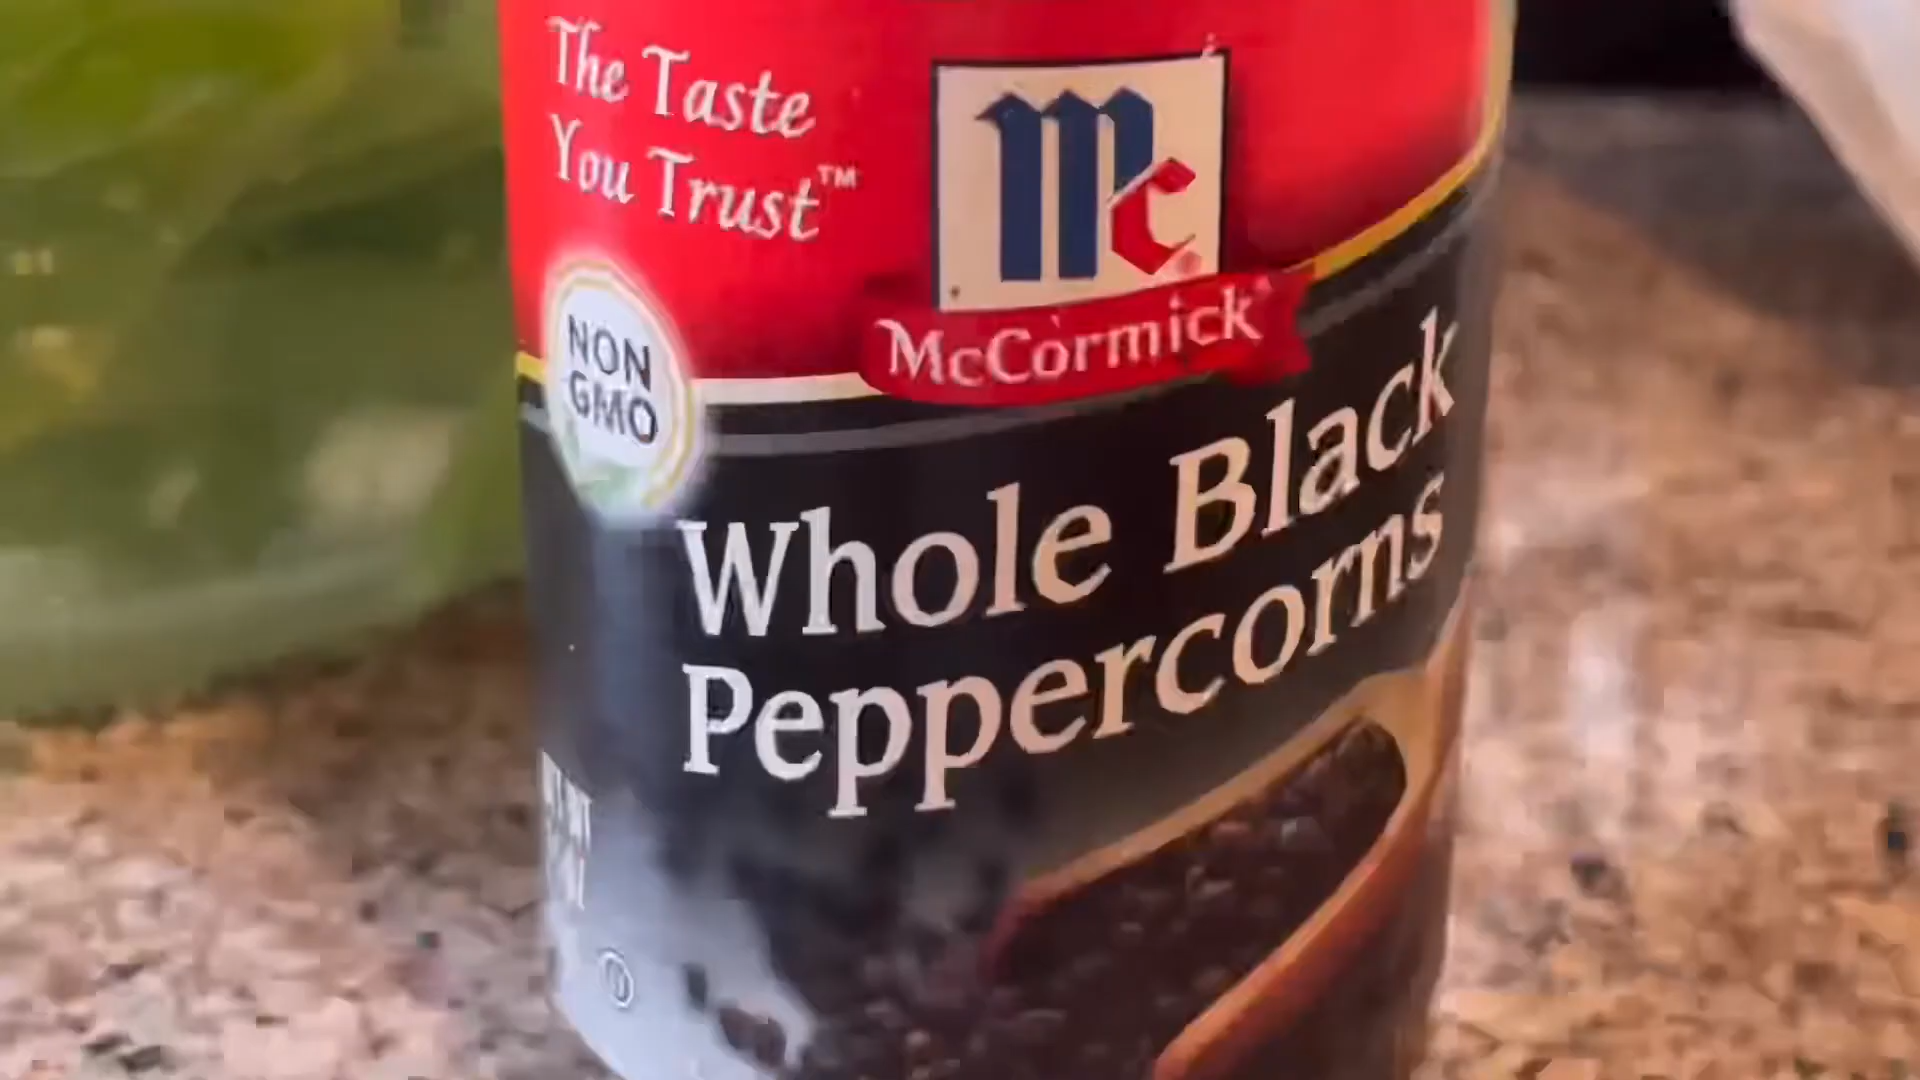 The Taste
You Trust™
Mc
McCormick
NON
GMO
Whole Black
Peppercorns